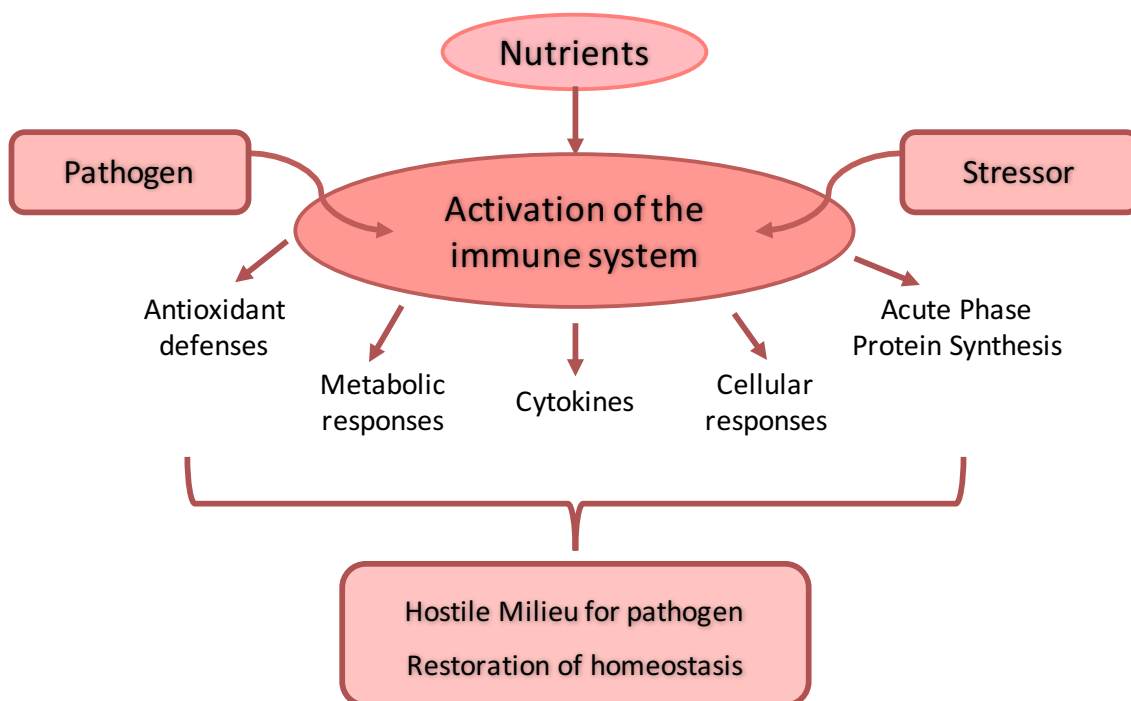 Nutrients
Pathogen
Stressor
Activation of the
immune system
Antioxidant
defenses
Metabolic
responses
Cytokines
Cellular
responses
Acute Phase
Protein Synthesis
Hostile Milieu for pathogen
Restoration of homeostasis